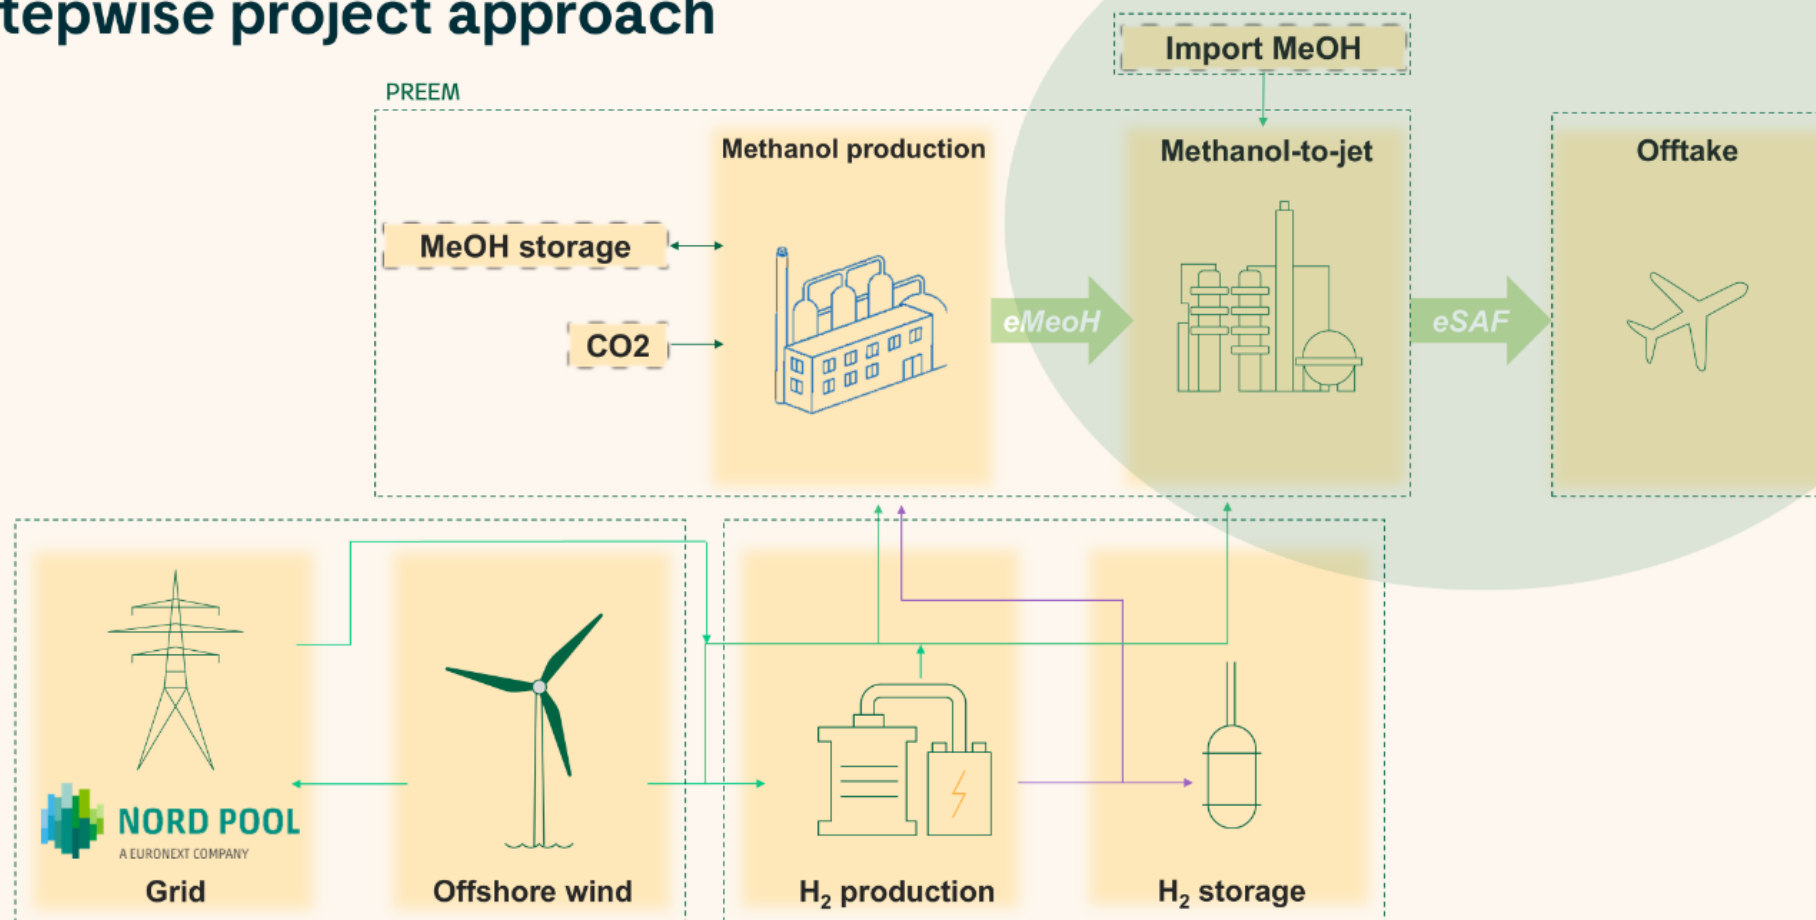 tepwise project approach
Import MeOH
PREEM
Methanol production
Methanol-to-jet
Offtake
MeOH storage
CO2
eMeoH
eSAF
NORD POOL
A EURONEXT COMPANY
Grid
Offshore wind
H₂ production
H₂ storage